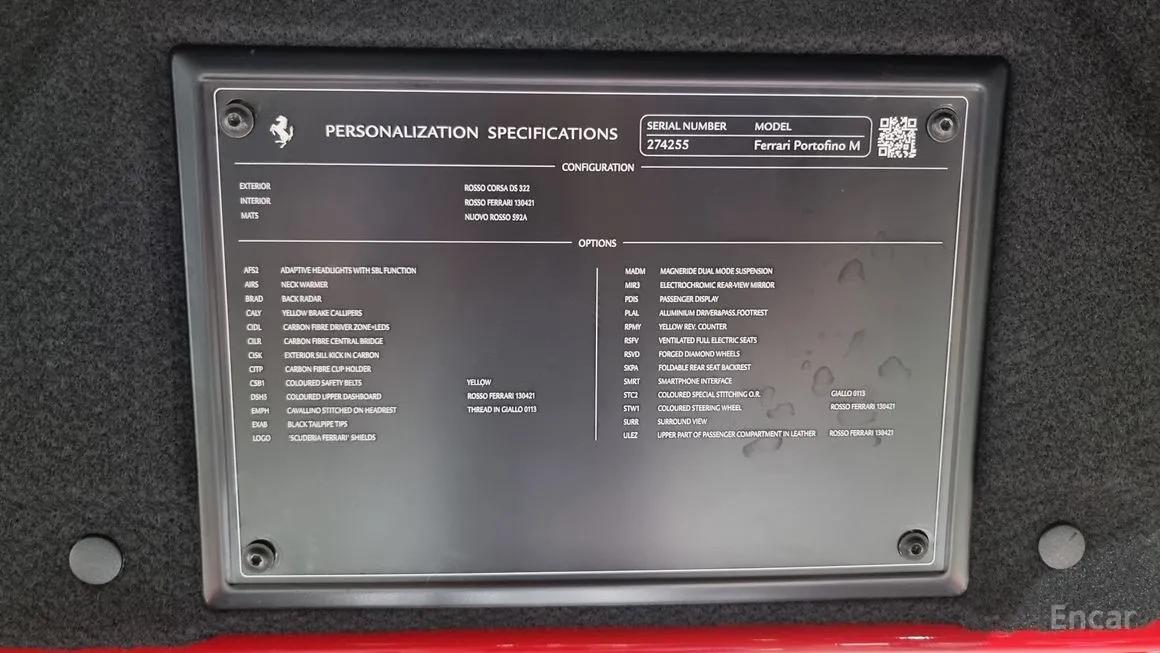 PERSONALIZATION SPECIFICATIONS
SERIAL NUMBER MODEL
274255 Ferrari Portofino M
CONFIGURATION
EXTERIOR ROSSO CORSA DS 322
INTERIOR ROSSO FERRARI 130421
MATS NUOVO ROSSO 592A
OPTIONS
AFS2 ADAPTIVE HEADLIGHTS WITH SBL FUNCTION
AIRS NECK WARMER
BRAD BACK RADAR
CALY YELLOW BRAKE CALLIPERS
CIDL CARBON FIBRE DRIVER ZONE+LEDS
CILR CARBON FIBRE CENTRAL BRIDGE
CISK EXTERIOR SILL KICK IN CARBON
CITP CARBON FIBRE CUP HOLDER
CSB1 COLOURED SAFETY BELTS YELLOW
DSH5 COLOURED UPPER DASHBOARD ROSSO FERRARI 130421
EMPH CAVALLINO STITCHED ON HEADREST THREAD IN GIALLO 0113
EXAB BLACK TAILPIPE TIPS
LOGO 'SCUDERIA FERRARI' SHIELDS
MADM MAGNERIDE DUAL MODE SUSPENSION
MIR3 ELECTROCHROMIC REAR-VIEW MIRROR
PDIS PASSENGER DISPLAY
PLAL ALUMINIUM DRIVER&PASS.FOOTREST
RPMY YELLOW REV. COUNTER
RSFV VENTILATED FULL ELECTRIC SEATS
RSVD FORGED DIAMOND WHEELS
SKPA FOLDABLE REAR SEAT BACKREST
SMRT SMARTPHONE INTERFACE
STC2 COLOURED SPECIAL STITCHING O.R. GIALLO 0113
STW1 COLOURED STEERING WHEEL ROSSO FERRARI 130421
SURR SURROUND VIEW
ULEZ UPPER PART OF PASSENGER COMPARTMENT IN LEATHER ROSSO FERRARI 130421
Encar